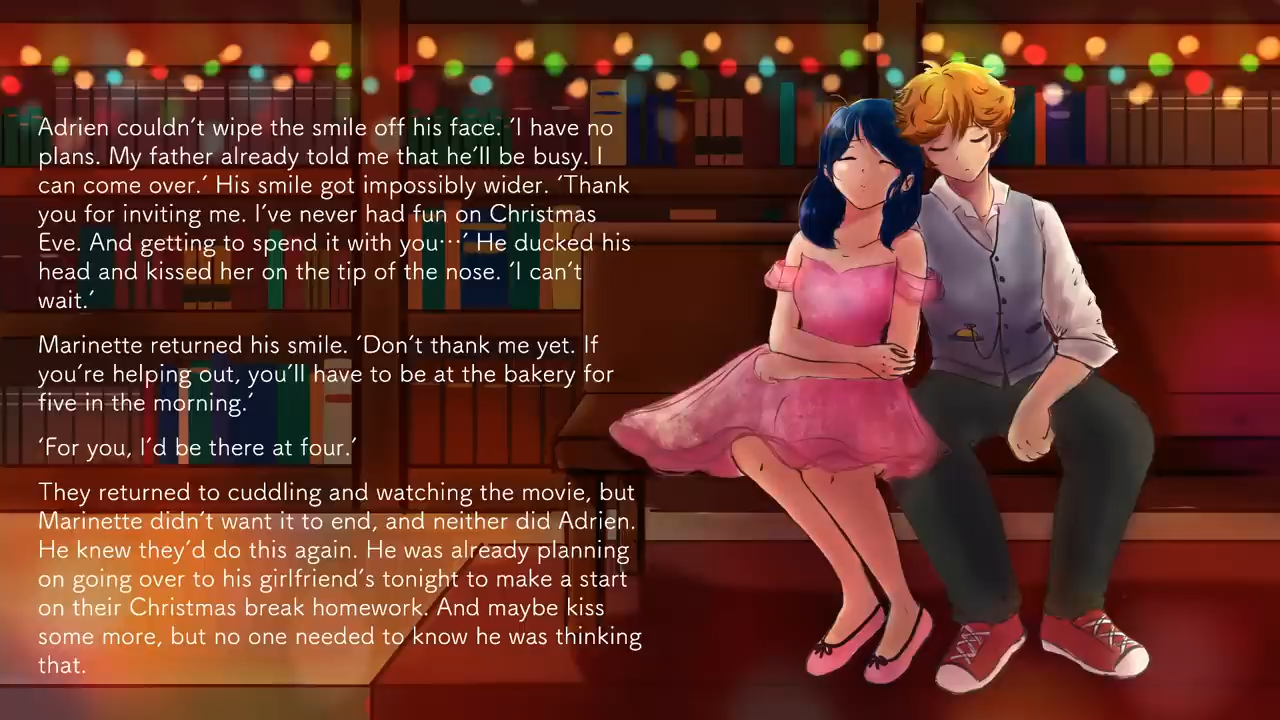 Adrien couldn't wipe the smile off his face. 'I have no
plans. My father already told me that he'll be busy. I
can come over.' His smile got impossibly wider. 'Thank
you for inviting me. I've never had fun on Christmas
Eve. And getting to spend it with you···' He ducked his
head and kissed her on the tip of the nose. 'I can't
wait.'
Marinette returned his smile. 'Don't thank me yet. If
you're helping out, you'll have to be at the bakery for
five in the morning.'
'For you, I'd be there at four.'
They returned to cuddling and watching the movie, but
Marinette didn't want it to end, and neither did Adrien.
He knew they'd do this again. He was already planning
on going over to his girlfriend's tonight to make a start
on their Christmas break homework. And maybe kiss
some more, but no one needed to know he was thinking
that.